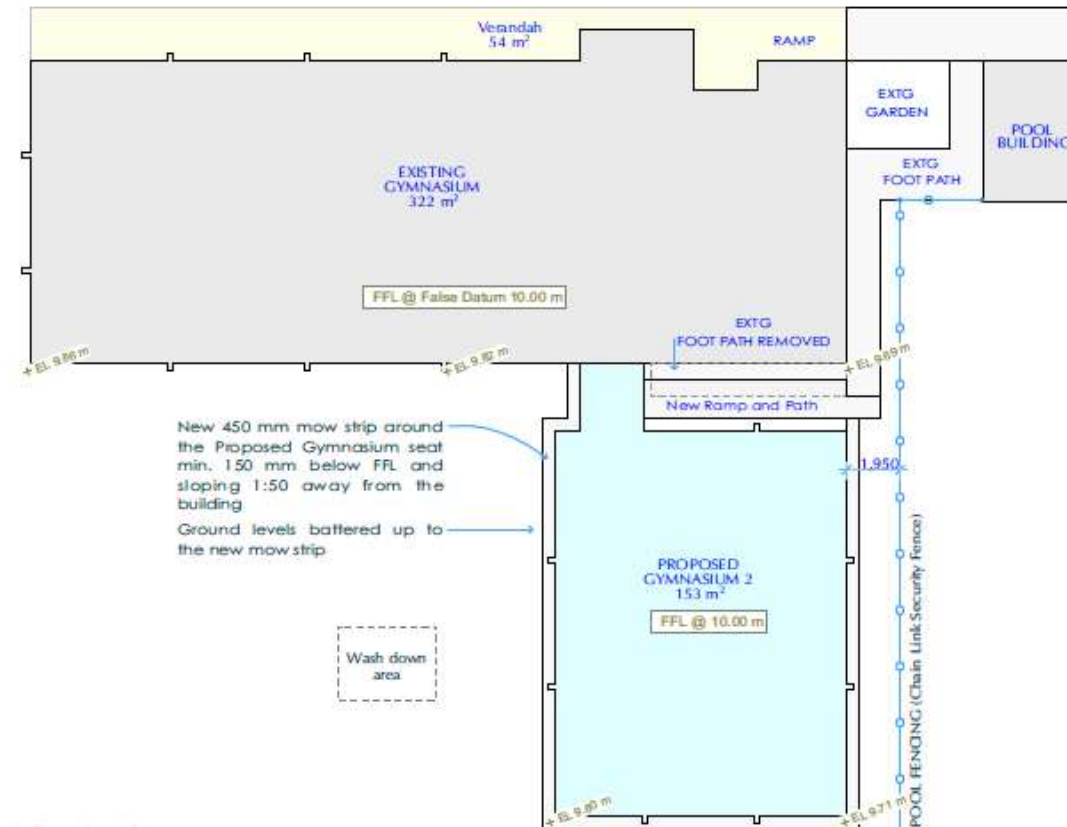 Verandah
54 m²
RAMP
EXTG
GARDEN
POOL
BUILDING
EXTG
FOOT PATH
EXISTING
GYMNASIUM
322 m²
FFL @ False Datum 10.00 m
EXTG
FOOT PATH REMOVED
+ EL 9.86 m
+ EL 9.82 m
+ EL 9.89 m
New Ramp and Path
New 450 mm mow strip around
the Proposed Gymnasium seat
min. 150 mm below FFL and
sloping 1:50 away from the
building
Ground levels battered up to
the new mow strip
1,950
PROPOSED
GYMNASIUM 2
153 m²
FFL @ 10.00 m
Wash down
area
POOL FENCING (Chain Link Security Fence)
+ EL 9.80 m
+ EL 9.71 m